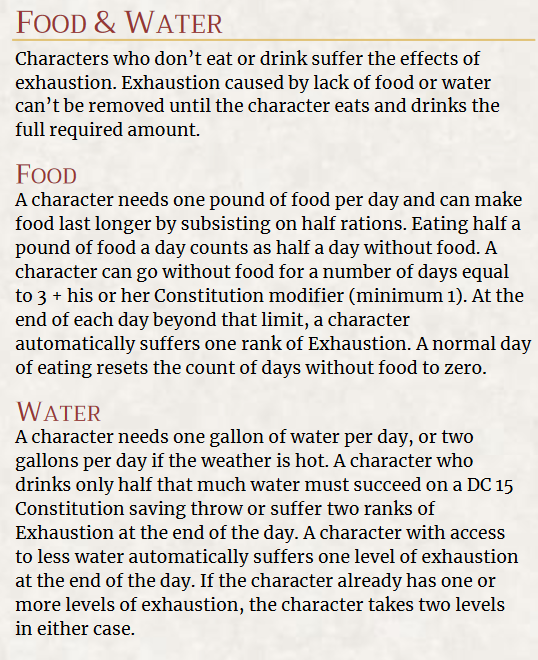 Food & Water
Characters who don't eat or drink suffer the effects of
exhaustion. Exhaustion caused by lack of food or water
can't be removed until the character eats and drinks the
full required amount.
Food
A character needs one pound of food per day and can make
food last longer by subsisting on half rations. Eating half a
pound of food a day counts as half a day without food. A
character can go without food for a number of days equal
to 3 + his or her Constitution modifier (minimum 1). At the
end of each day beyond that limit, a character
automatically suffers one rank of Exhaustion. A normal day
of eating resets the count of days without food to zero.
Water
A character needs one gallon of water per day, or two
gallons per day if the weather is hot. A character who
drinks only half that much water must succeed on a DC 15
Constitution saving throw or suffer two ranks of
Exhaustion at the end of the day. A character with access
to less water automatically suffers one level of exhaustion
at the end of the day. If the character already has one or
more levels of exhaustion, the character takes two levels
in either case.